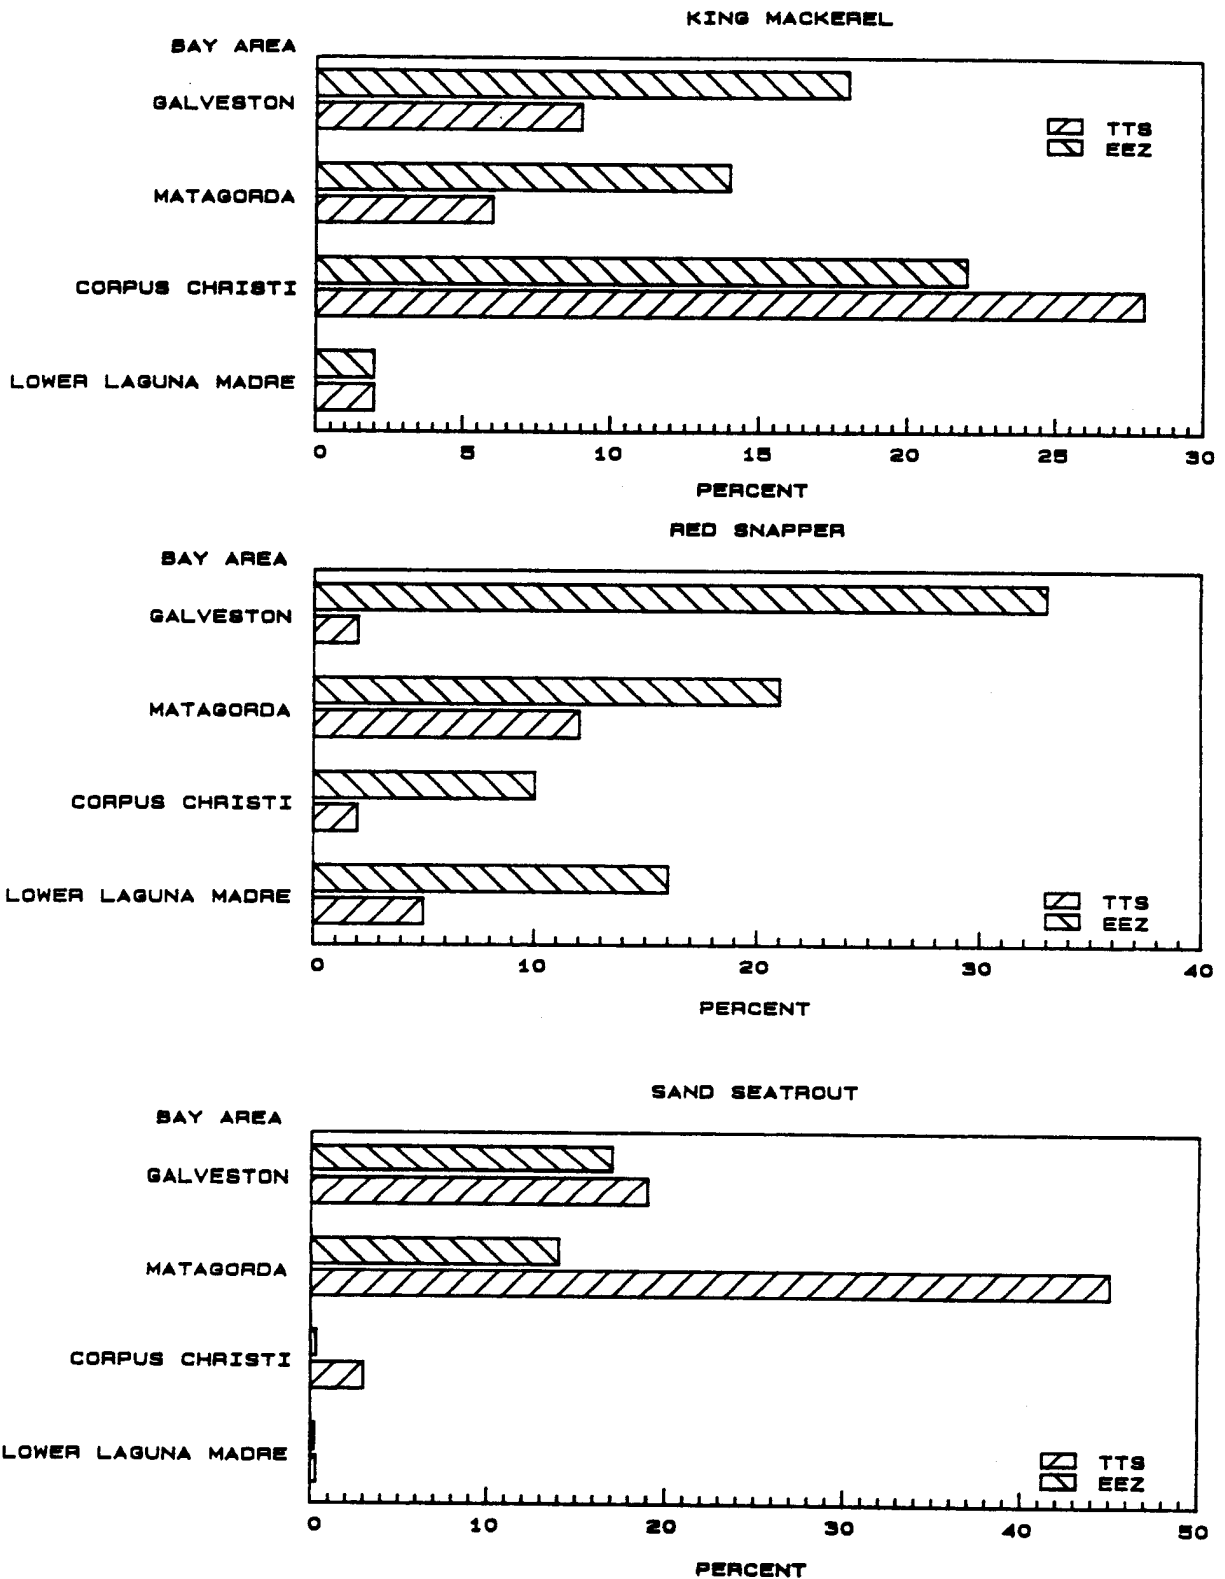 KING MACKEREL
BAY AREA
GALVESTON
TTS
EEZ
MATAGORDA
CORPUS CHRISTI
LOWER LAGUNA MADRE
0 5 10 15 20 25 30
PERCENT
RED SNAPPER
BAY AREA
GALVESTON
MATAGORDA
CORPUS CHRISTI
LOWER LAGUNA MADRE
TTS
EEZ
0 10 20 30 40
PERCENT
SAND SEATROUT
BAY AREA
GALVESTON
MATAGORDA
CORPUS CHRISTI
LOWER LAGUNA MADRE
TTS
EEZ
0 10 20 30 40 50
PERCENT